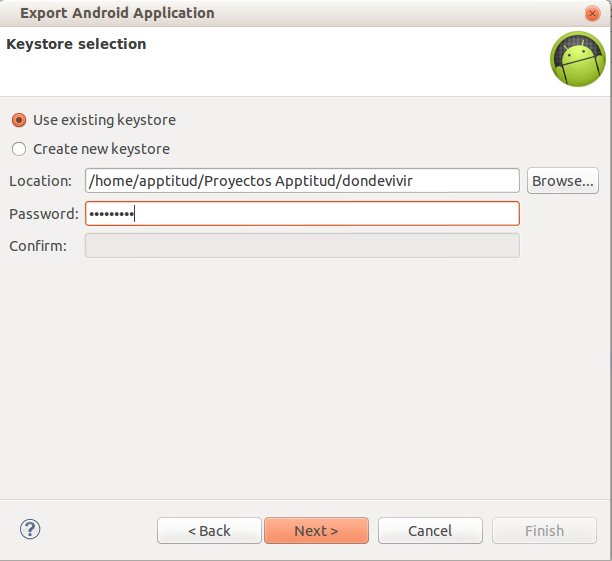 Export Android Application
Keystore selection
Use existing keystore
Create new keystore
Location: /home/apptitud/Proyectos Apptitud/dondevivir Browse...
Password: •••••••••
Confirm:
? < Back Next > Cancel Finish